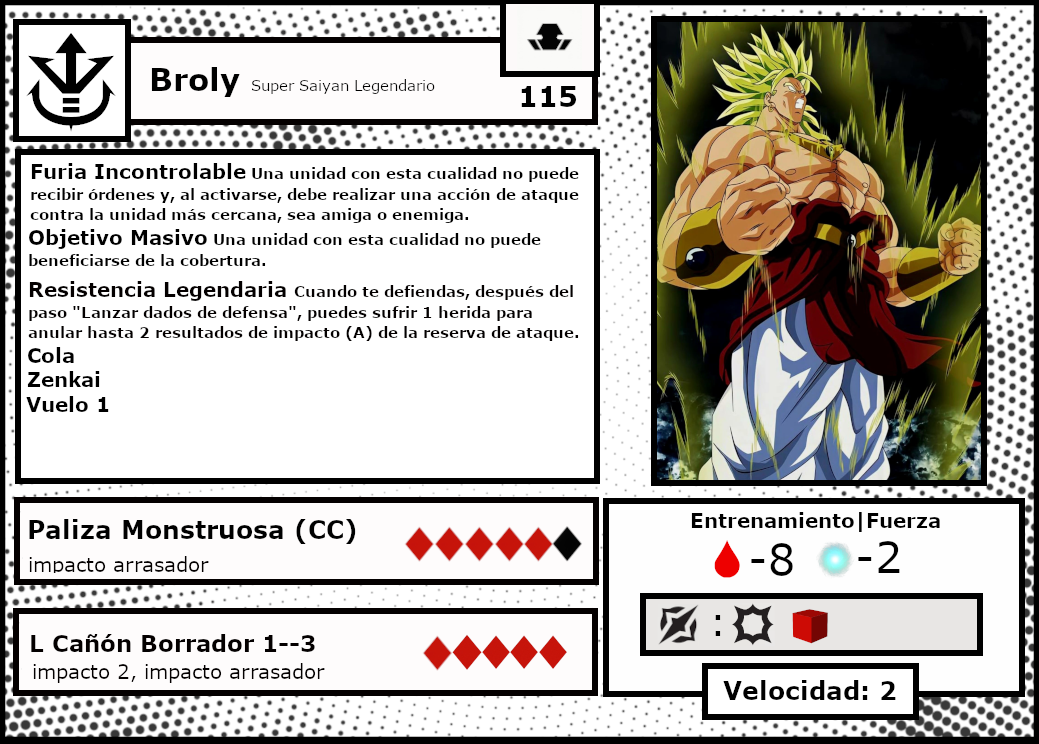 Broly Super Saiyan Legendario
115
Furia Incontrolable Una unidad con esta cualidad no puede
recibir órdenes y, al activarse, debe realizar una acción de ataque
contra la unidad más cercana, sea amiga o enemiga.
Objetivo Masivo Una unidad con esta cualidad no puede
beneficiarse de la cobertura.
Resistencia Legendaria Cuando te defiendas, después del
paso "Lanzar dados de defensa", puedes sufrir 1 herida para
anular hasta 2 resultados de impacto (A) de la reserva de ataque.
Cola
Zenkai
Vuelo 1
Paliza Monstruosa (CC)
impacto arrasador
L Cañón Borrador 1--3
impacto 2, impacto arrasador
Entrenamiento|Fuerza
-8 -2
:
Velocidad: 2